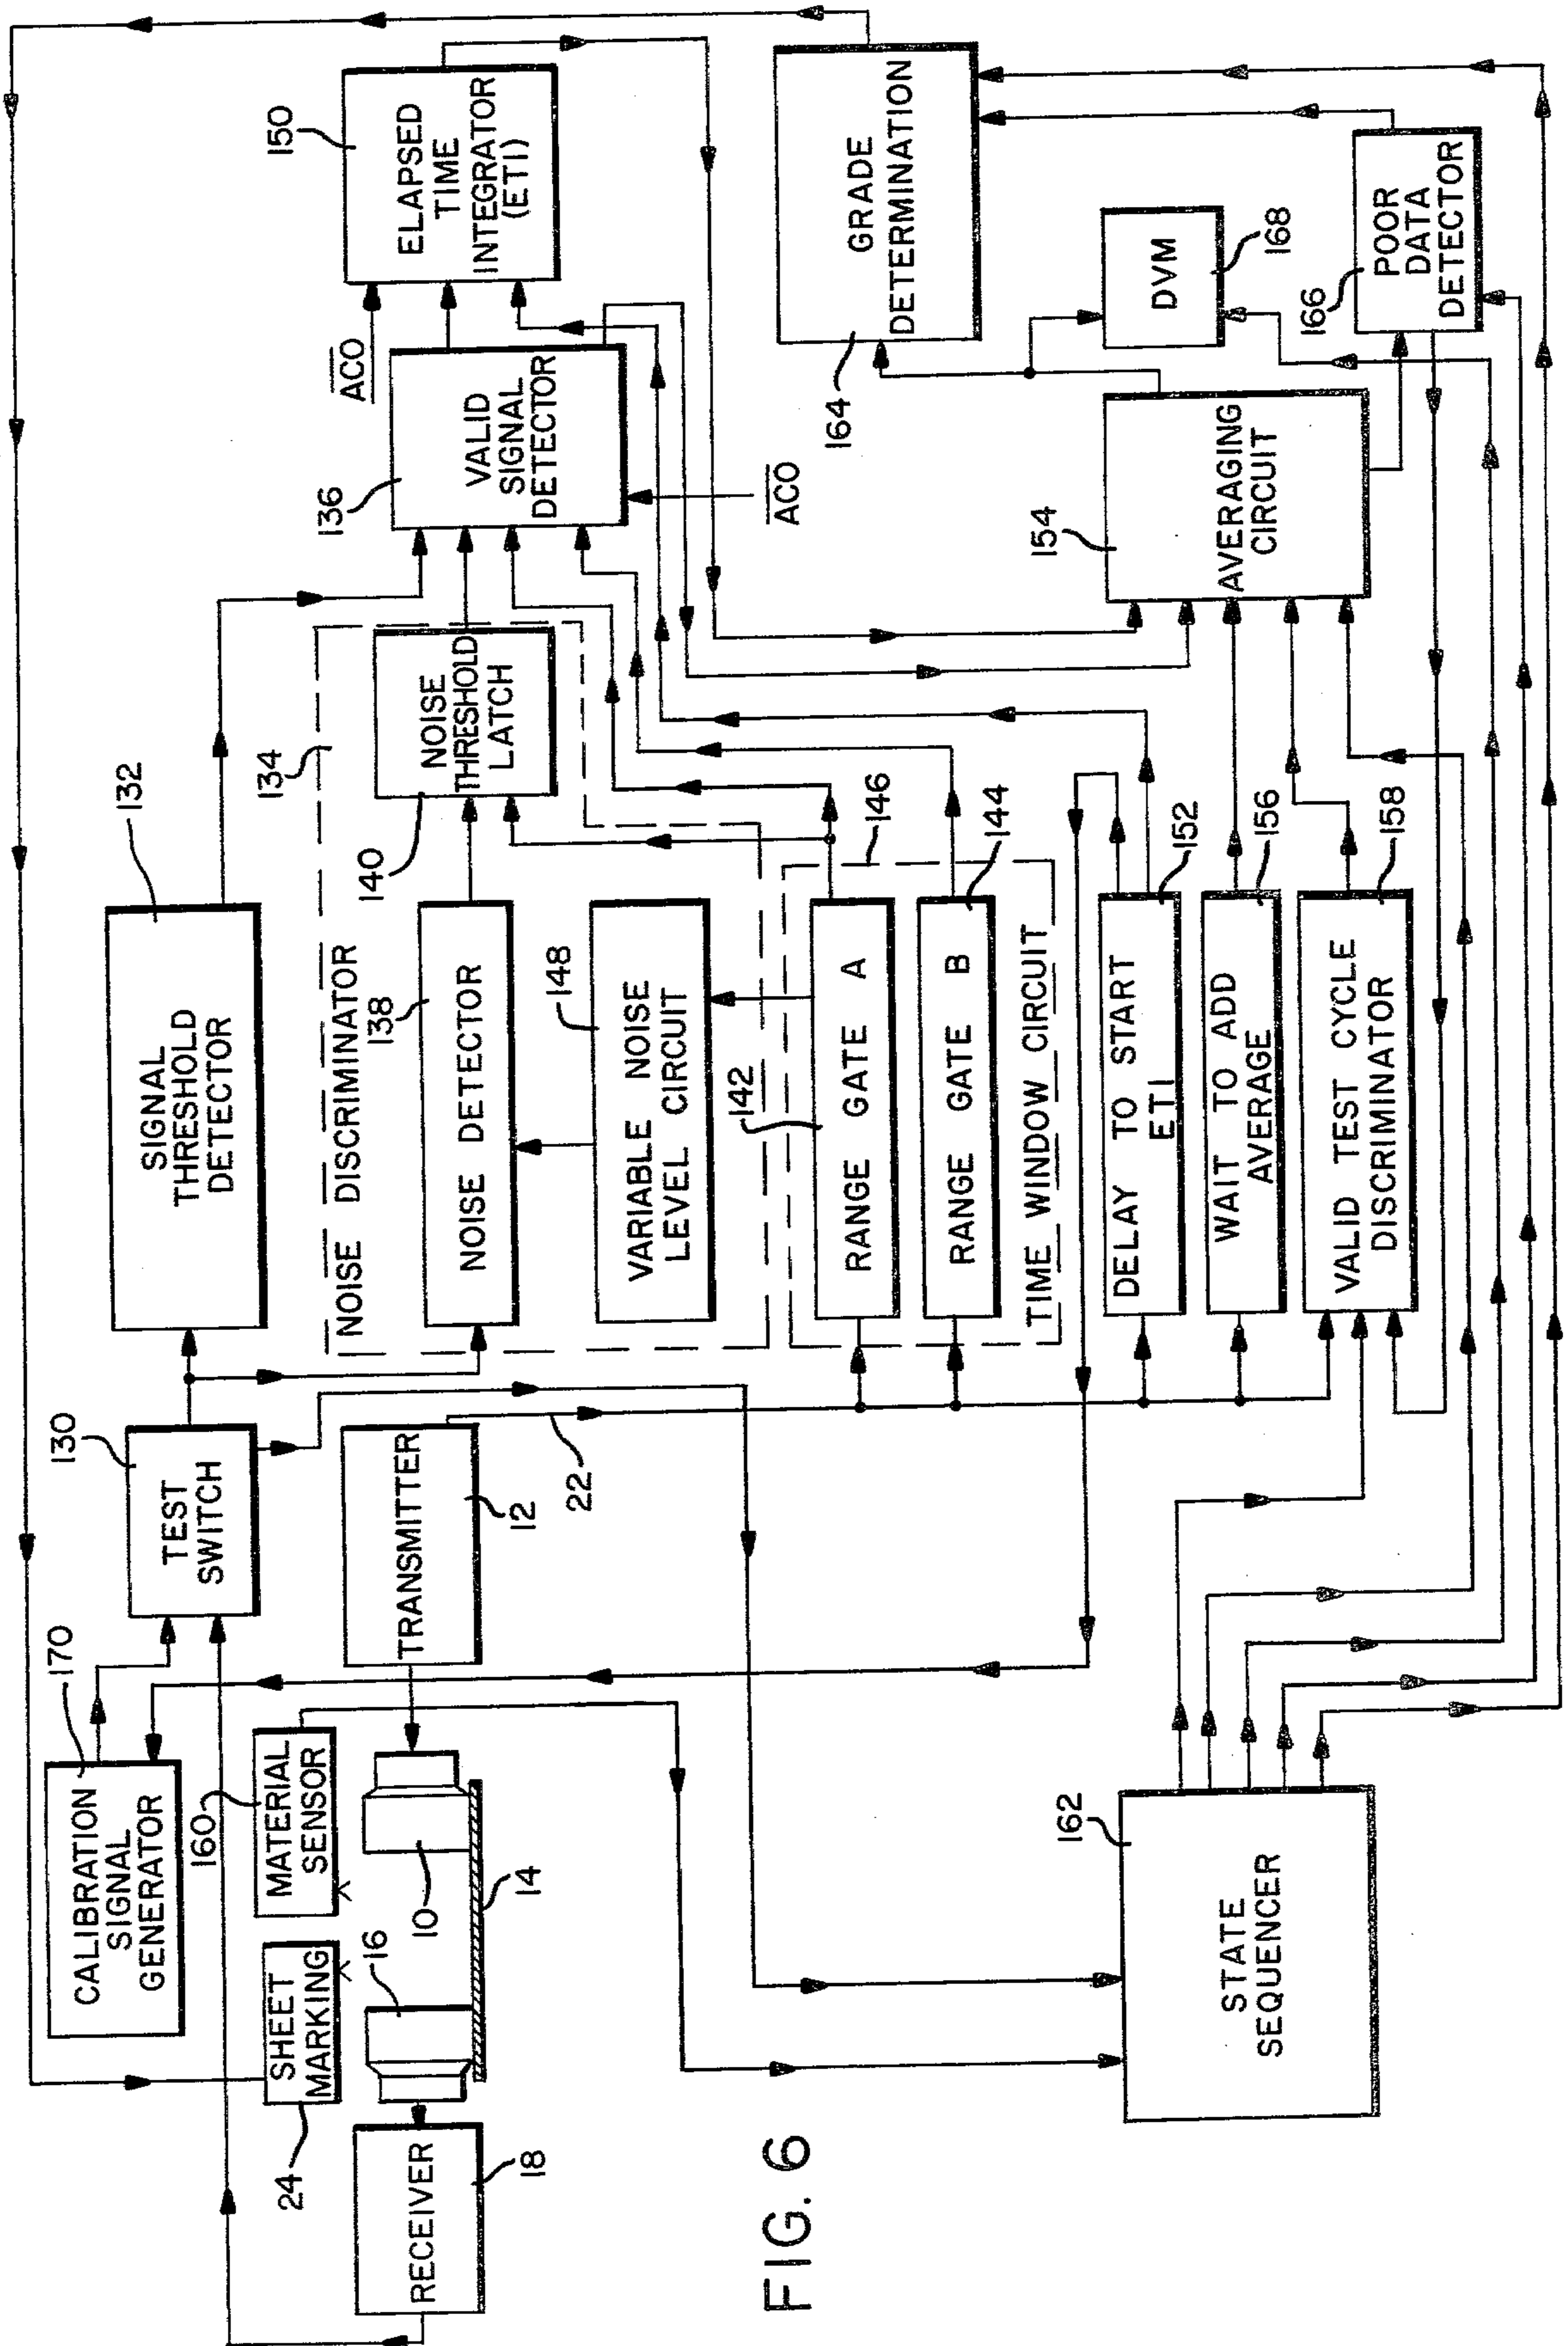 CALIBRATION
SIGNAL
GENERATOR
170
TEST
SWITCH
130
SIGNAL
THRESHOLD
DETECTOR
132
SHEET
MARKING
24
MATERIAL
SENSOR
160
RECEIVER
18
16
10
14
TRANSMITTER
12
22
NOISE DISCRIMINATOR
134
NOISE DETECTOR
138
NOISE
THRESHOLD
LATCH
140
VARIABLE NOISE
LEVEL CIRCUIT
148
VALID
SIGNAL
DETECTOR
136
ACO
ACO
ELAPSED
TIME
INTEGRATOR
(ETI)
150
142
RANGE GATE A
146
RANGE GATE B
144
TIME WINDOW CIRCUIT
DELAY TO START
ETI
152
WAIT TO ADD
AVERAGE
156
VALID TEST CYCLE
DISCRIMINATOR
158
AVERAGING
CIRCUIT
154
GRADE
DETERMINATION
164
DVM
168
POOR
DATA
DETECTOR
166
STATE
SEQUENCER
162
FIG. 6